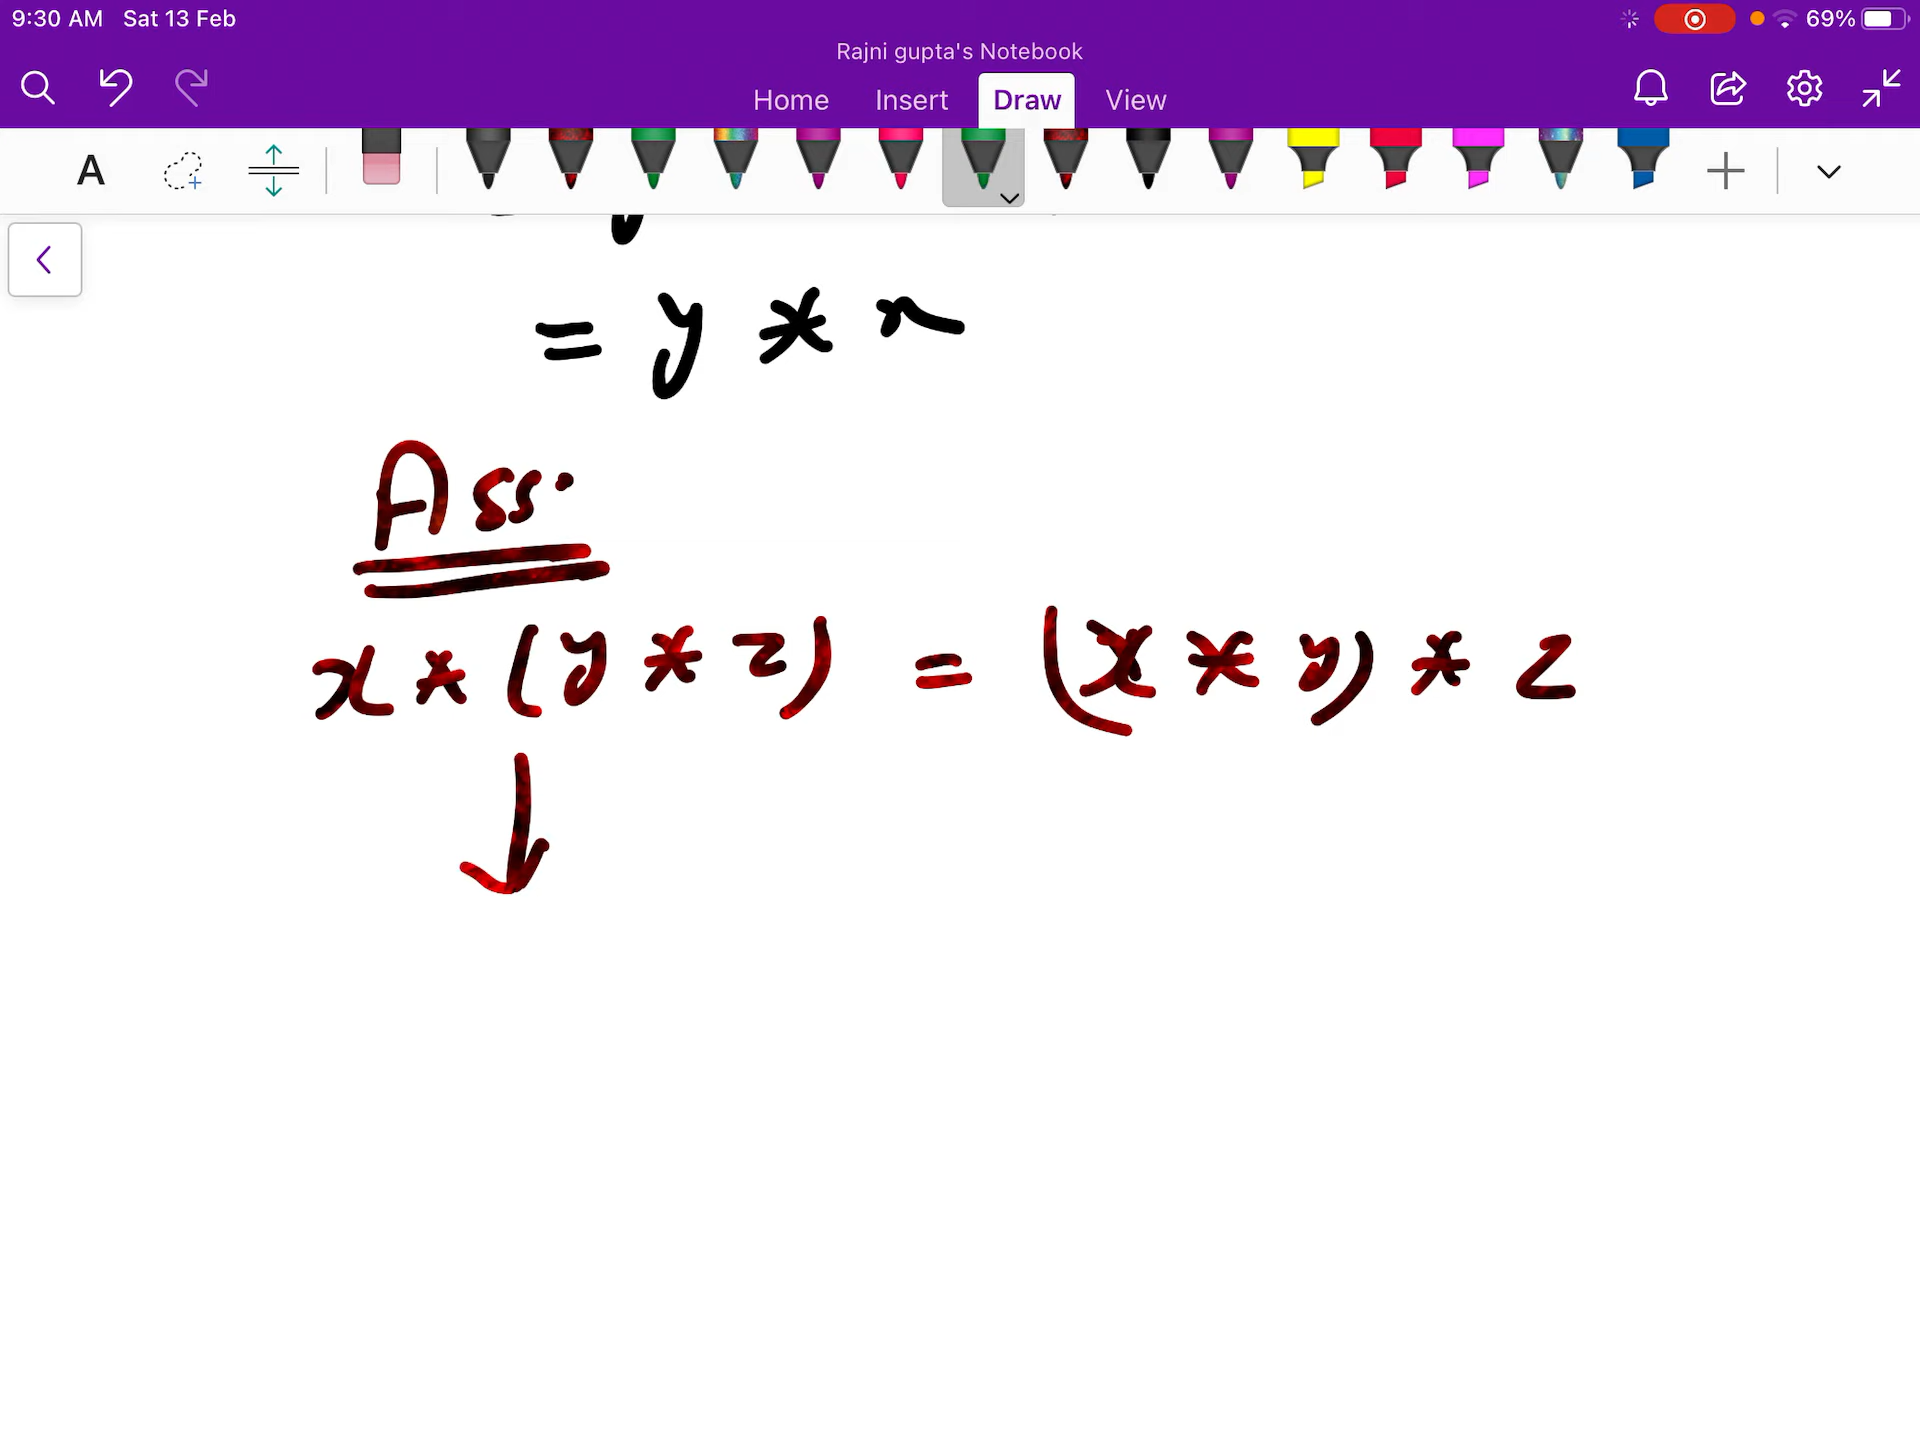 9:30 AM Sat 13 Feb
69%
Rajni gupta's Notebook
Home Insert Draw View
A
= y * x
Ass.
x * (y * z) = (x * y) * z